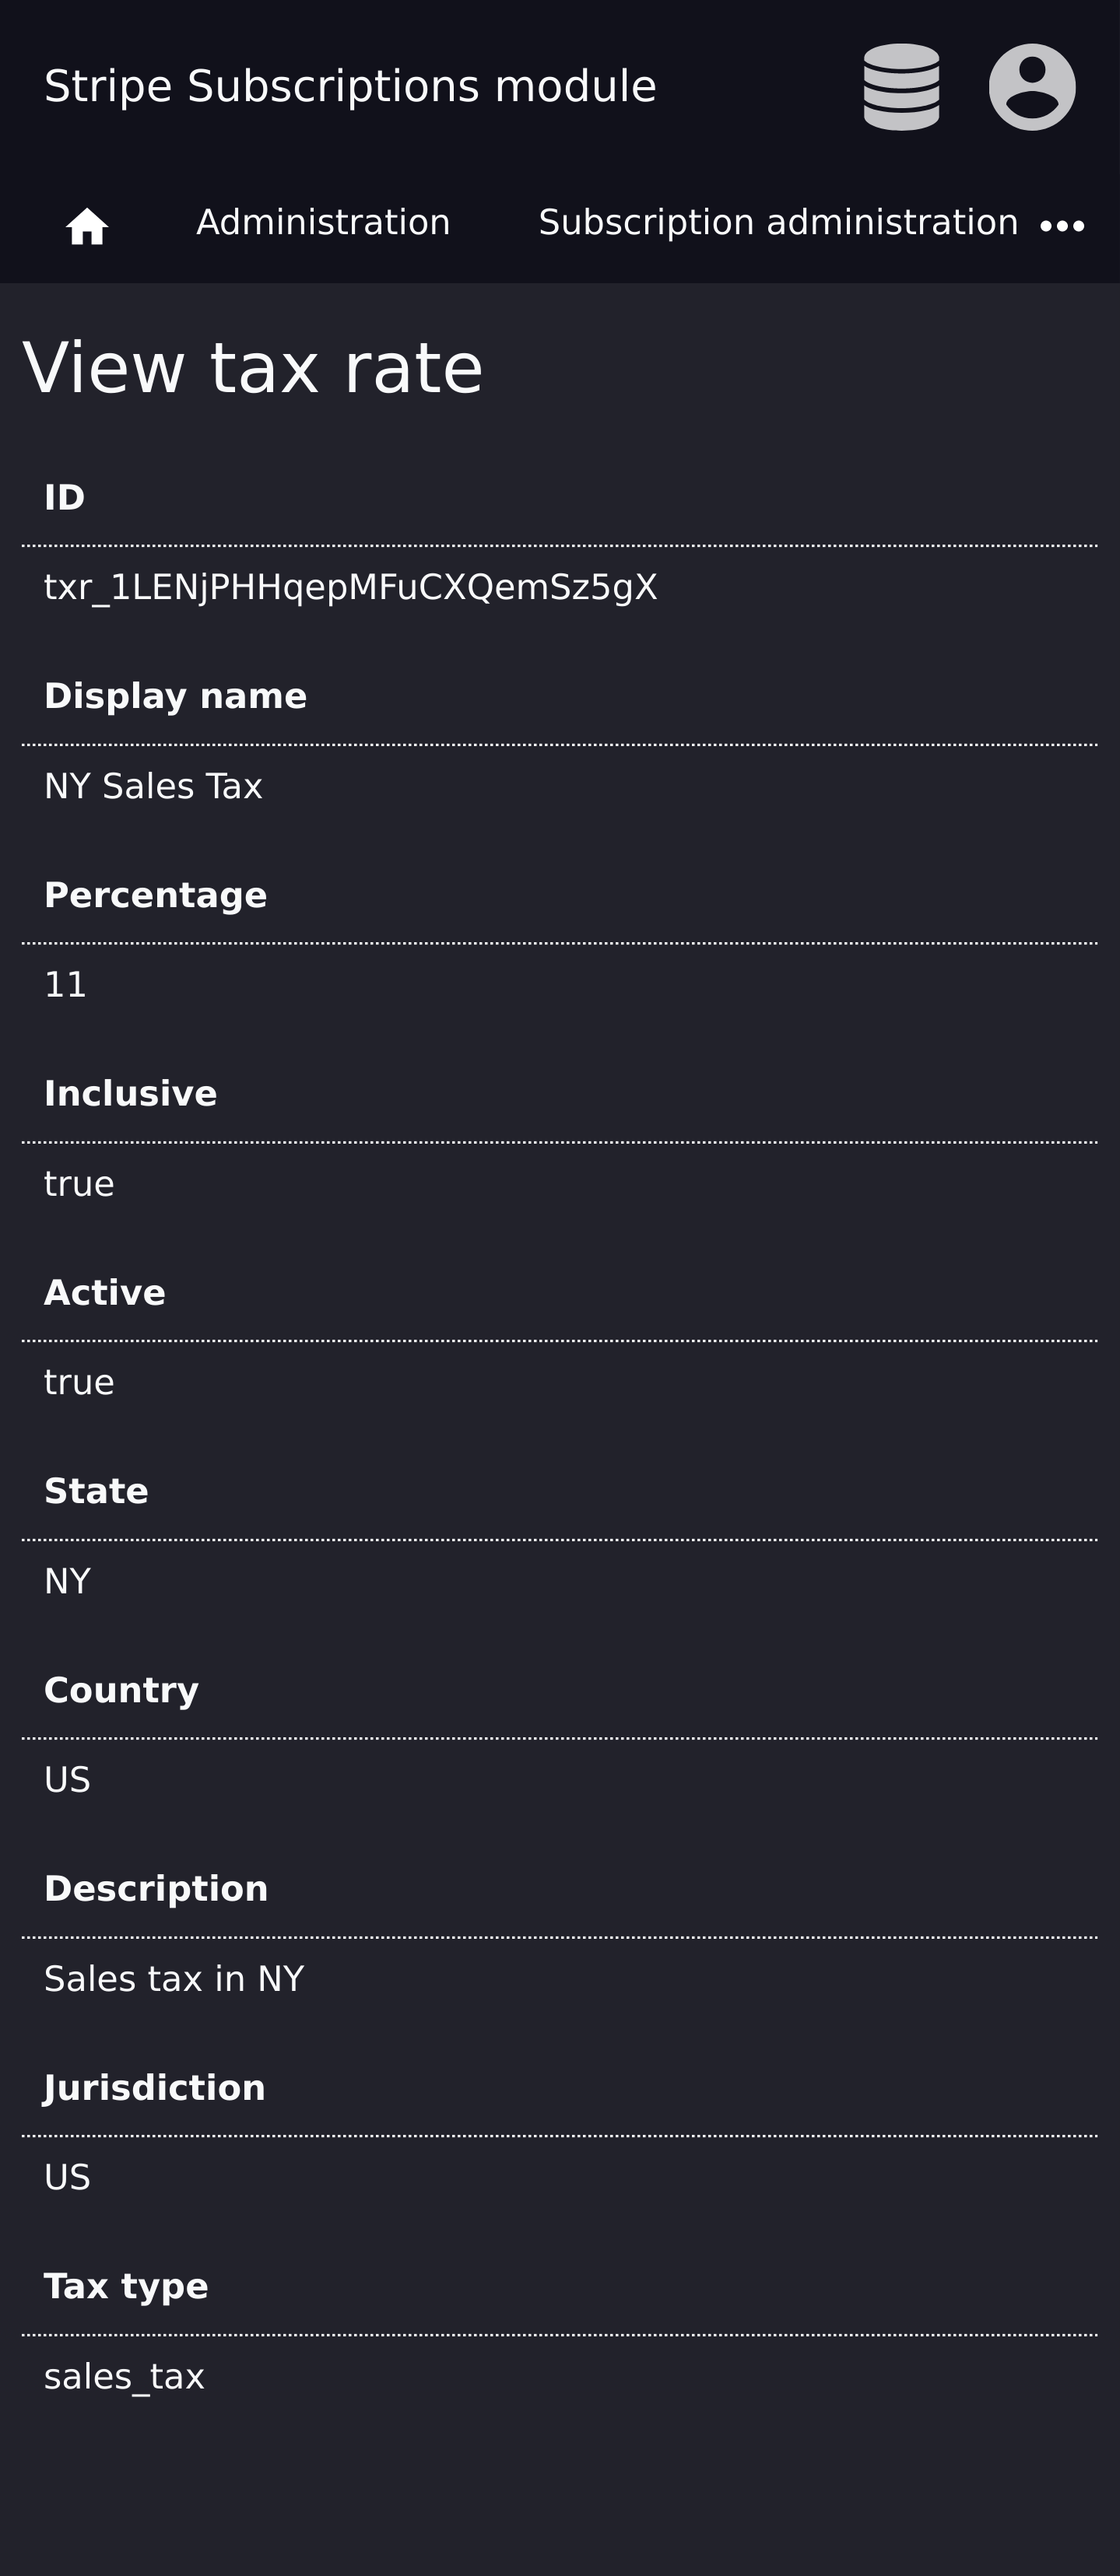 Stripe Subscriptions module
Administration Subscription administration
View tax rate
ID
txr_1LENjPHHqepMFuCXQemSz5gX
Display name
NY Sales Tax
Percentage
11
Inclusive
true
Active
true
State
NY
Country
US
Description
Sales tax in NY
Jurisdiction
US
Tax type
sales_tax